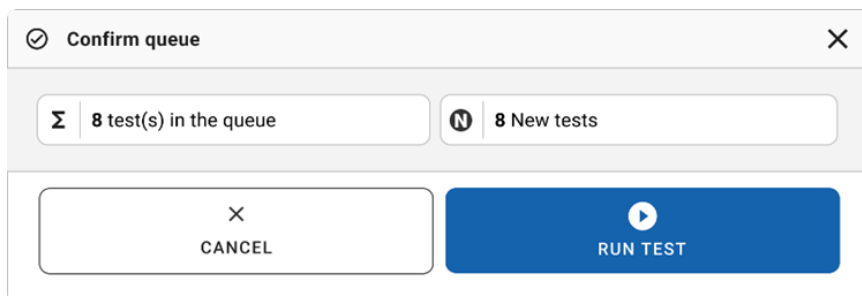 Confirm queue
Σ 8 test(s) in the queue
N 8 New tests
CANCEL
RUN TEST